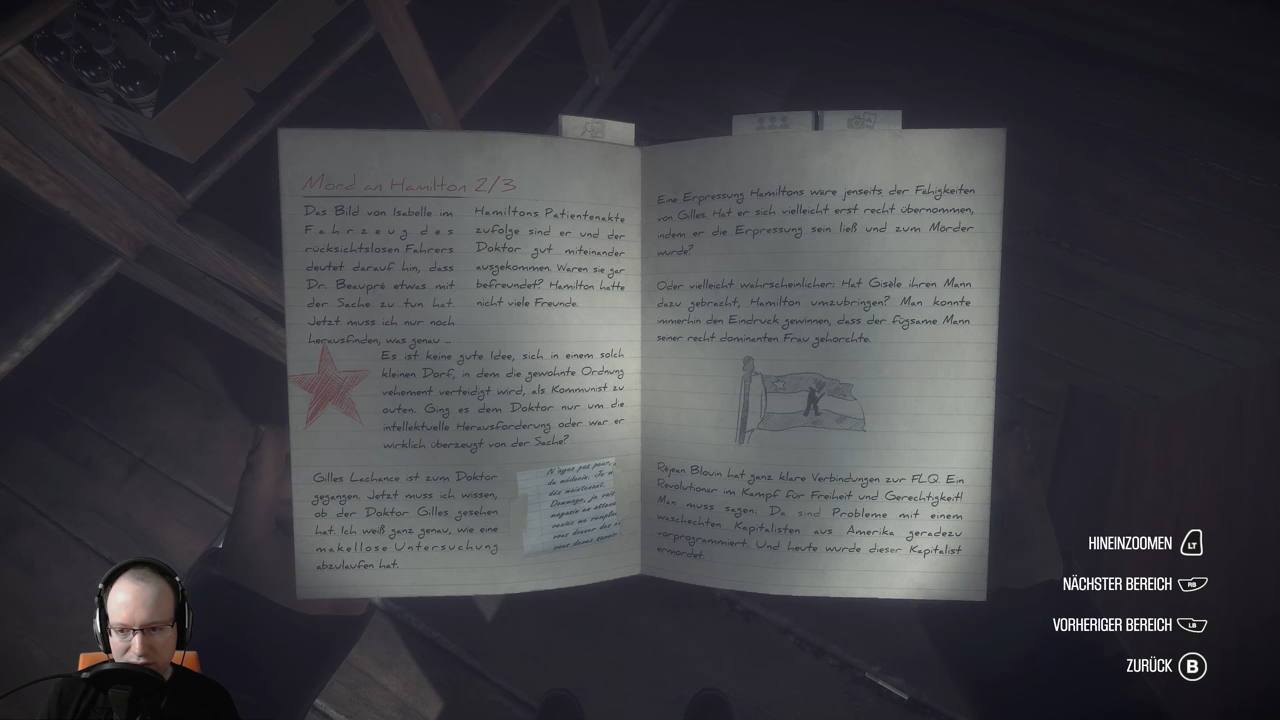 Mord an Hamilton 2/3
Das Bild von Isabelle im
Fahrzeug des
rücksichtslosen Fahrers
deutet darauf hin, dass
Dr. Beaupré etwas mit
der Sache zu tun hat.
Jetzt muss ich nur noch
herausfinden, was genau ...
Hamiltons Patientenakte
zufolge sind er und der
Doktor gut miteinander
ausgekommen. Waren sie gar
befreundet? Hamilton hatte
nicht viele Freunde.
Es ist keine gute Idee, sich in einem solch
kleinen Dorf, in dem die gewohnte Ordnung
vehement verteidigt wird, als Kommunist zu
outen. Ging es dem Doktor nur um die
intellektuelle Herausforderung oder war er
wirklich überzeugt von der Sache?
Gilles Lachance ist zum Doktor
gegangen. Jetzt muss ich wissen,
ob der Doktor Gilles gesehen
hat. Ich weiß ganz genau, wie eine
makellose Untersuchung
abzulaufen hat.
N'ayez pas peur,
Eine Erpressung Hamiltons wäre jenseits der Fähigkeiten
von Gilles. Hat er sich vielleicht erst recht übernommen,
indem er die Erpressung sein ließ und zum Mörder
wurde?
Oder vielleicht wahrscheinlicher: Hat Gisèle ihren Mann
dazu gebracht, Hamilton umzubringen? Man konnte
immerhin den Eindruck gewinnen, dass der fügsame Mann
seiner recht dominanten Frau gehorchte.
Réjean Blouin hat ganz klare Verbindungen zur FLQ. Ein
Revolutionär im Kampf für Freiheit und Gerechtigkeit!
Man muss sagen: Da sind Probleme mit einem
waschechten Kapitalisten aus Amerika geradezu
vorprogrammiert. Und heute wurde dieser Kapitalist
ermordet.
HINEINZOOMEN LT
NÄCHSTER BEREICH RB
VORHERIGER BEREICH LB
ZURÜCK B